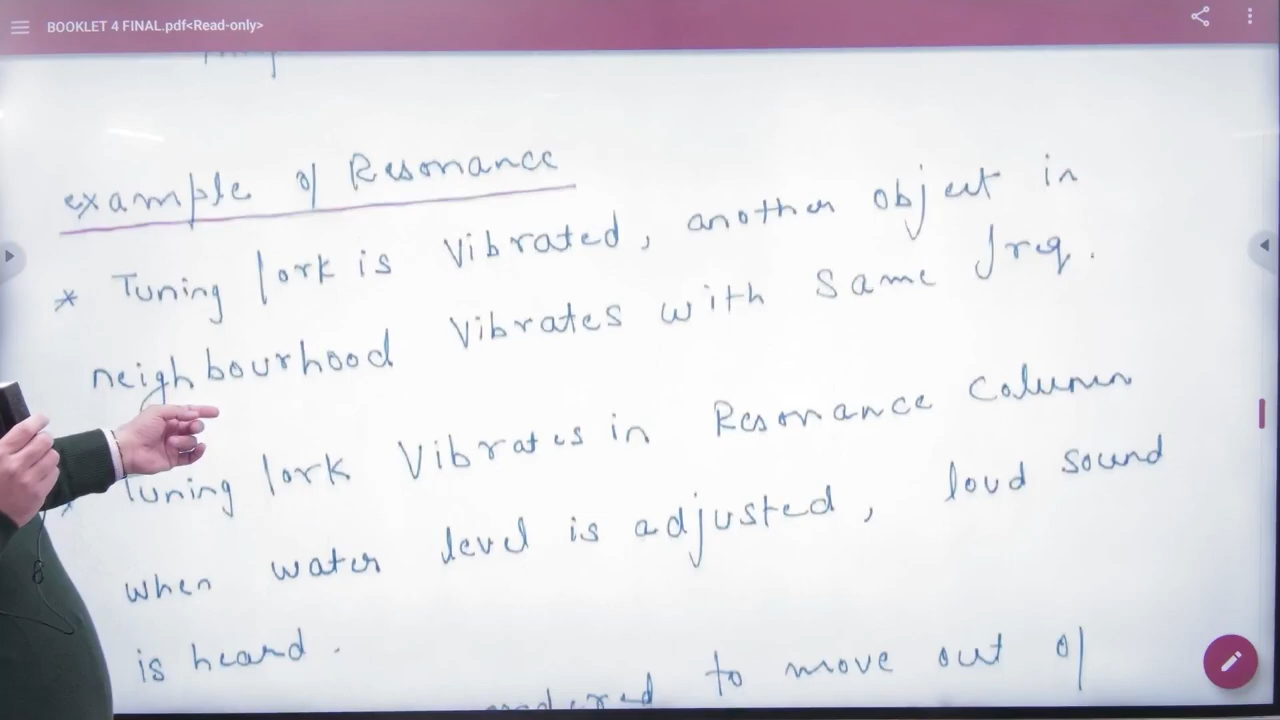 BOOKLET 4 FINAL.pdf<Read-only>
example of Resonance
* Tuning fork is Vibrated, another object in
neighbourhood Vibrates with same freq.
* Tuning fork Vibrates in Resonance Column
when water level is adjusted, loud sound
is heard.
to move out of